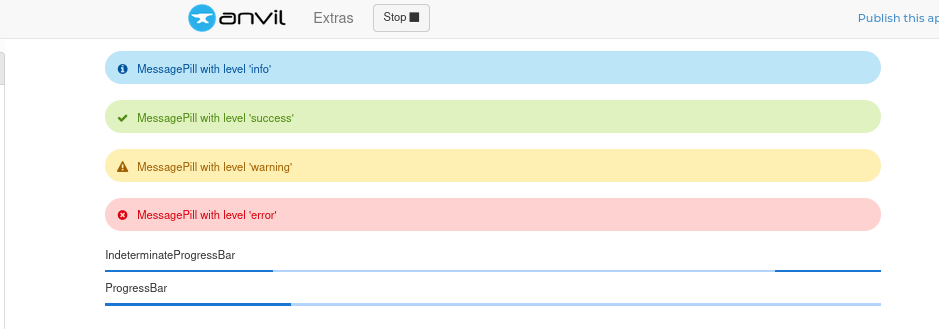 anvil Extras Stop Publish this ap
MessagePill with level 'info'
MessagePill with level 'success'
MessagePill with level 'warning'
MessagePill with level 'error'
IndeterminateProgressBar
ProgressBar